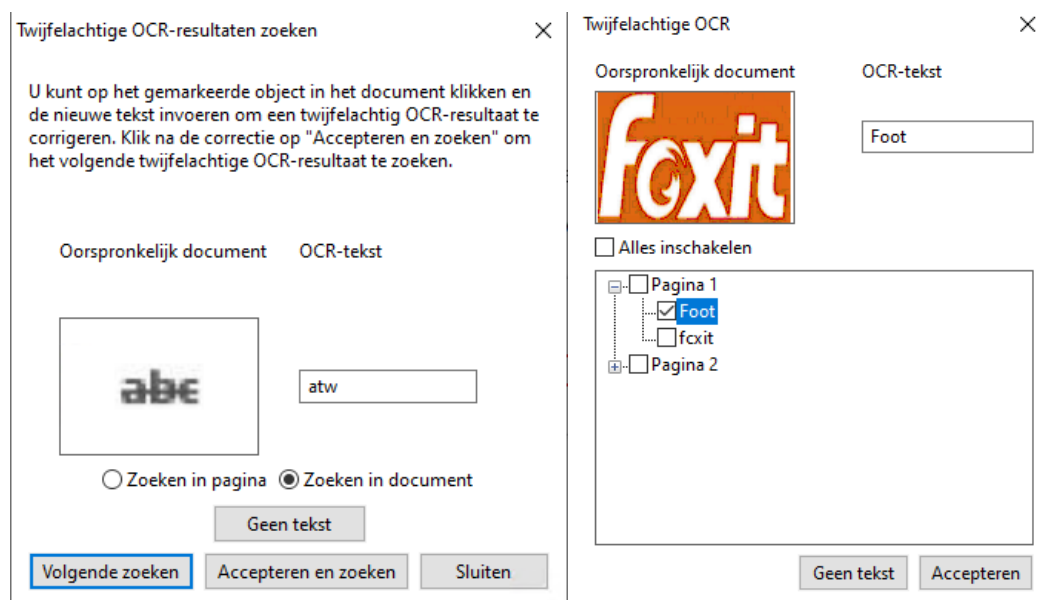 Twijfelachtige OCR-resultaten zoeken
U kunt op het gemarkeerde object in het document klikken en
de nieuwe tekst invoeren om een twijfelachtig OCR-resultaat te
corrigeren. Klik na de correctie op "Accepteren en zoeken" om
het volgende twijfelachtige OCR-resultaat te zoeken.
Oorspronkelijk document OCR-tekst
abc
atw
Zoeken in pagina Zoeken in document
Geen tekst
Volgende zoeken Accepteren en zoeken Sluiten
Twijfelachtige OCR
Oorspronkelijk document OCR-tekst
foxit
Foot
Alles inschakelen
Pagina 1
Foot
fcxit
Pagina 2
Geen tekst Accepteren